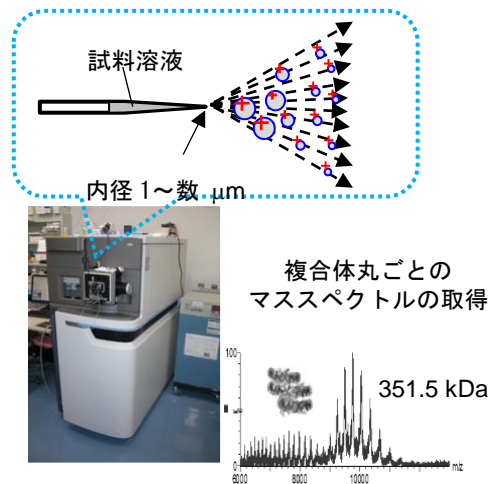 試料溶液
内径 1～数 μm
複合体丸ごとの
マススペクトルの取得
351.5 kDa
100
0
6000
8000
10000
m/z